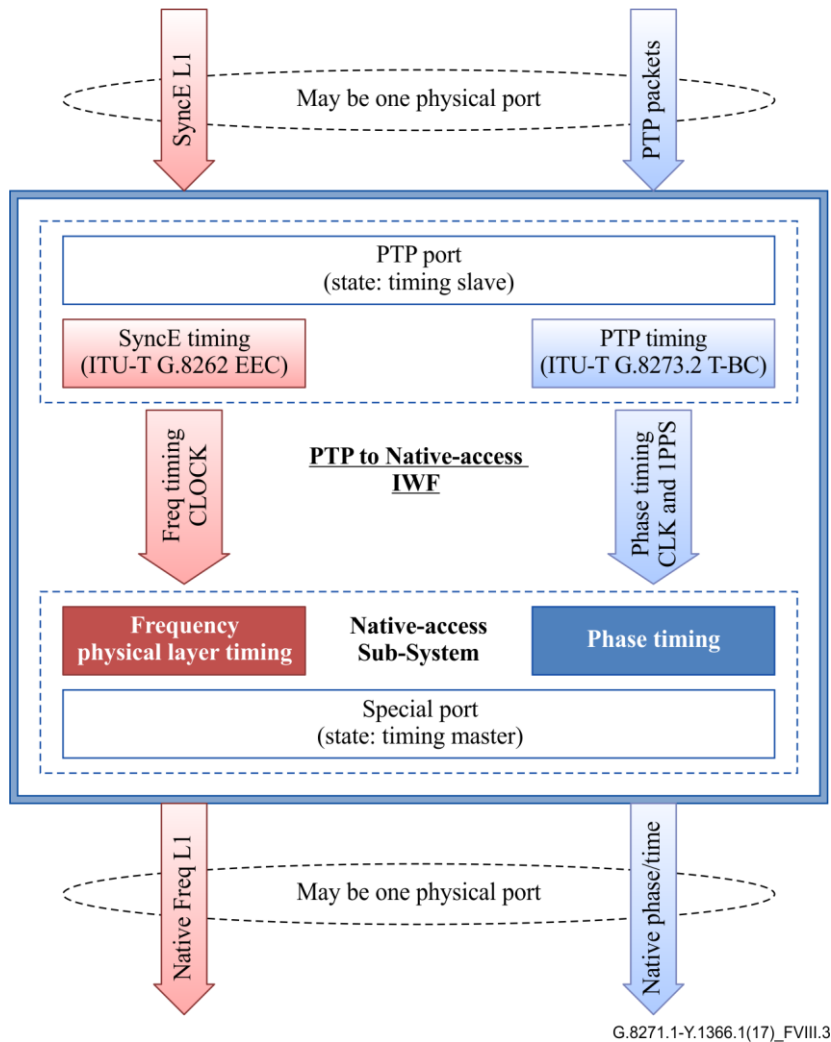 SyncE L1
May be one physical port
PTP packets
PTP port
(state: timing slave)
SyncE timing
(ITU-T G.8262 EEC)
PTP timing
(ITU-T G.8273.2 T-BC)
Freq timing
CLOCK
PTP to Native-access
IWF
Phase timing
CLK and 1PPS
Frequency
physical layer timing
Native-access
Sub-System
Phase timing
Special port
(state: timing master)
Native Freq L1
May be one physical port
Native phase/time
G.8271.1-Y.1366.1(17)_FVIII.3